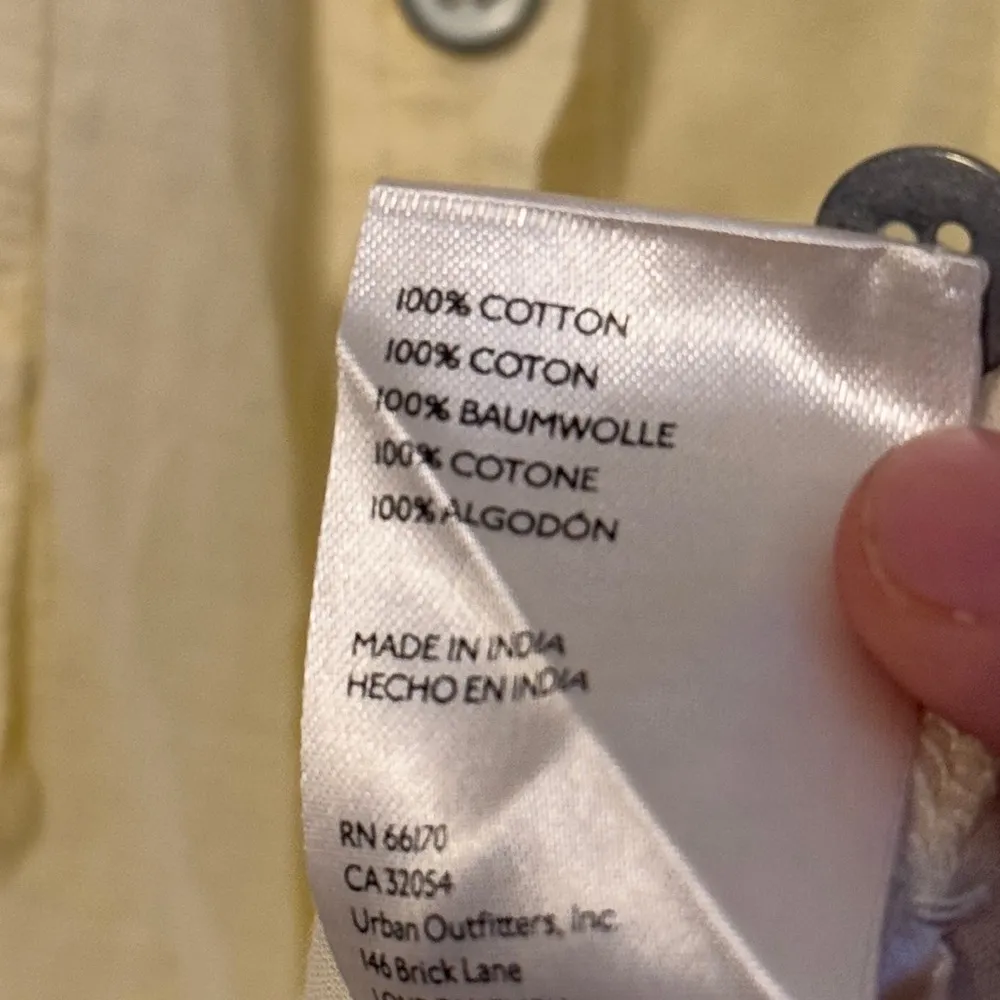 100% COTTON
100% COTON
100% BAUMWOLLE
100% COTONE
100% ALGODÓN
MADE IN INDIA
HECHO EN INDIA
RN 66170
CA 32054
Urban Outfitters, Inc.
146 Brick Lane